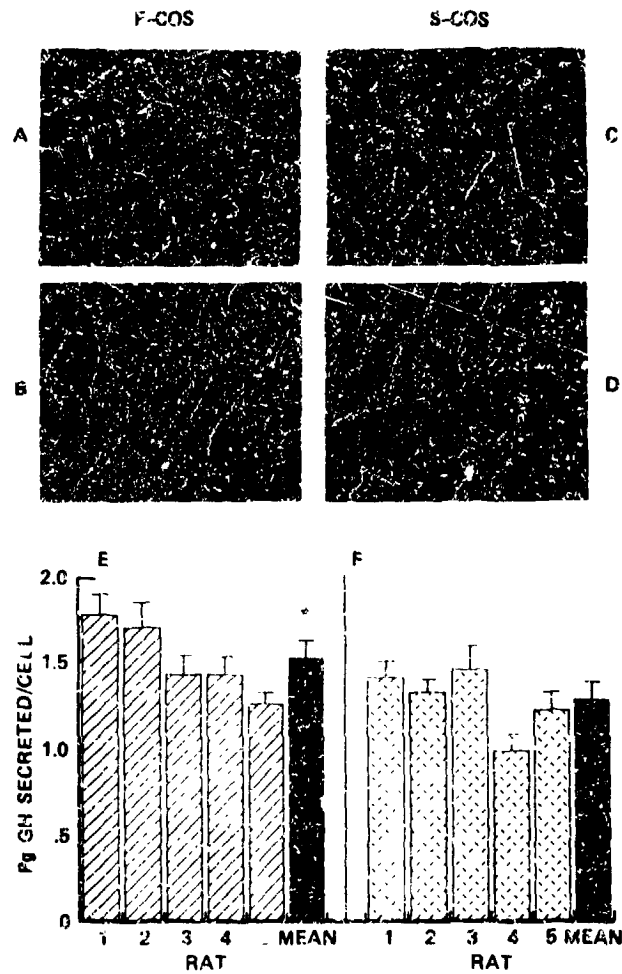 F-COS S-COS
A C
B D
E F
2.0
1.5
1.0
.5
0
Pg GH SECRETED/CELL
*
1 2 3 4 MEAN 1 2 3 4 5 MEAN
RAT RAT